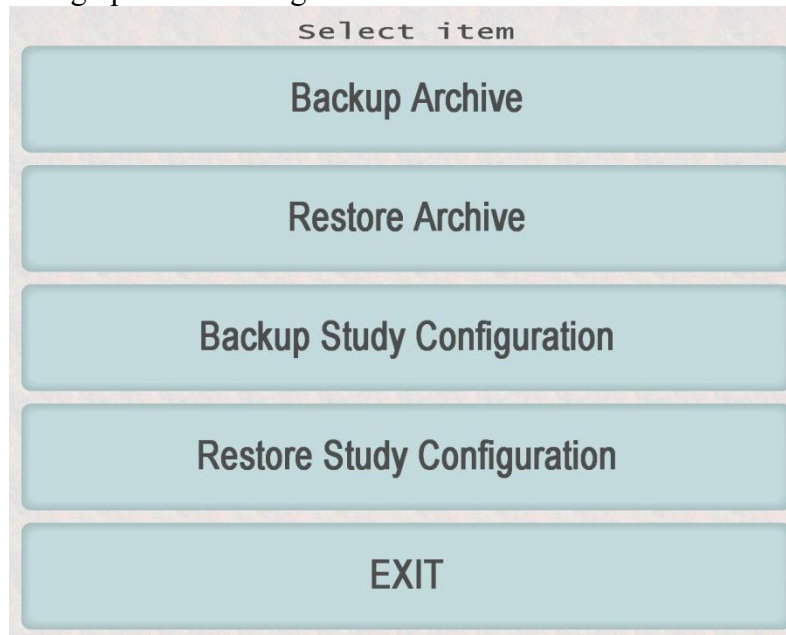 Select item
Backup Archive
Restore Archive
Backup Study Configuration
Restore Study Configuration
EXIT